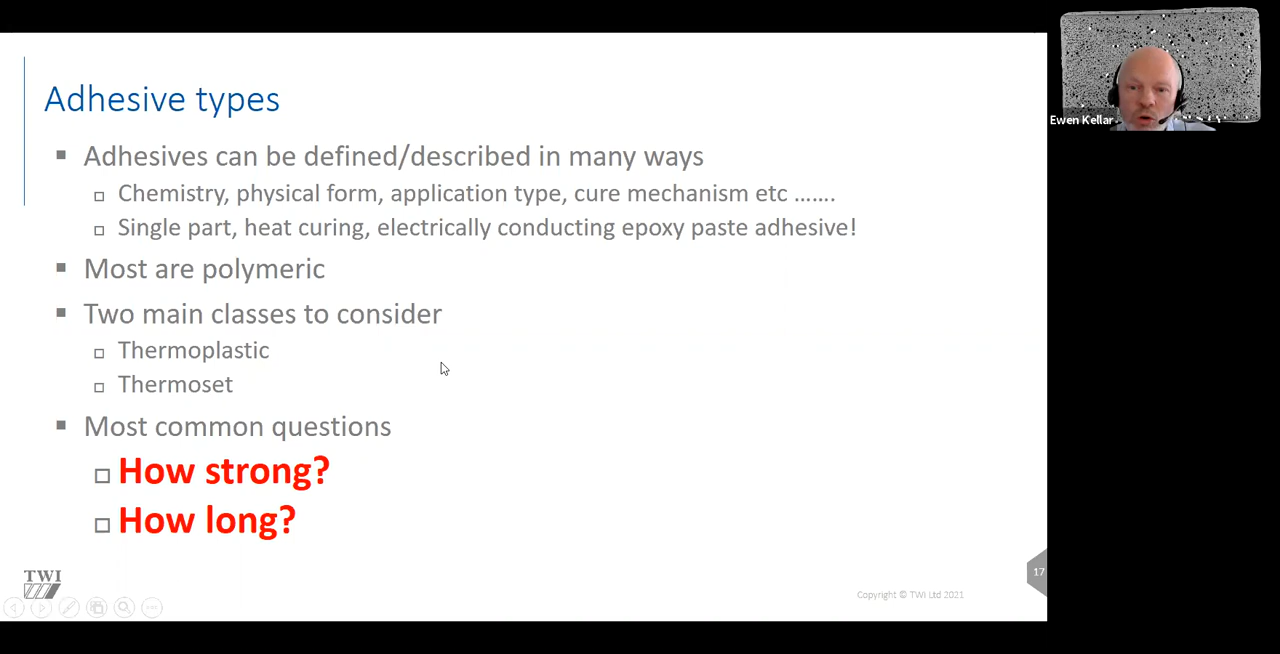 Adhesive types
Adhesives can be defined/described in many ways
Chemistry, physical form, application type, cure mechanism etc …….
Single part, heat curing, electrically conducting epoxy paste adhesive!
Most are polymeric
Two main classes to consider
Thermoplastic
Thermoset
Most common questions
How strong?
How long?
TWI
Copyright © TWI Ltd 2021
17
Ewen Kellar